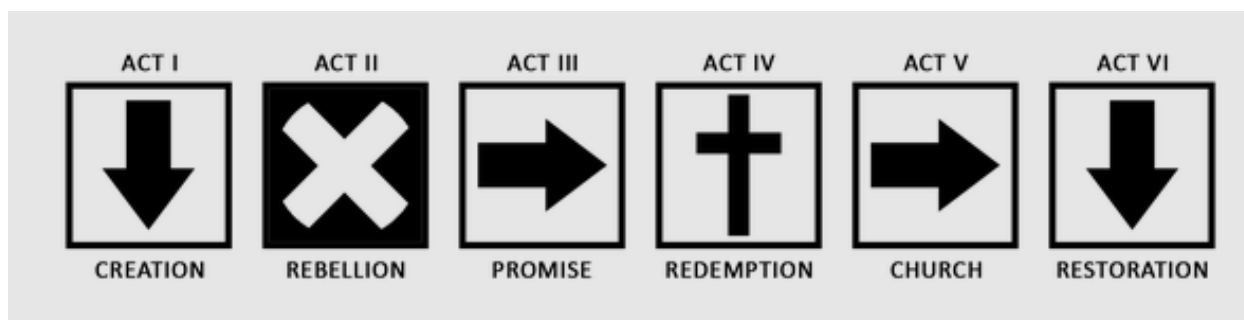 ACT I ACT II ACT III ACT IV ACT V ACT VI
CREATION REBELLION PROMISE REDEMPTION CHURCH RESTORATION